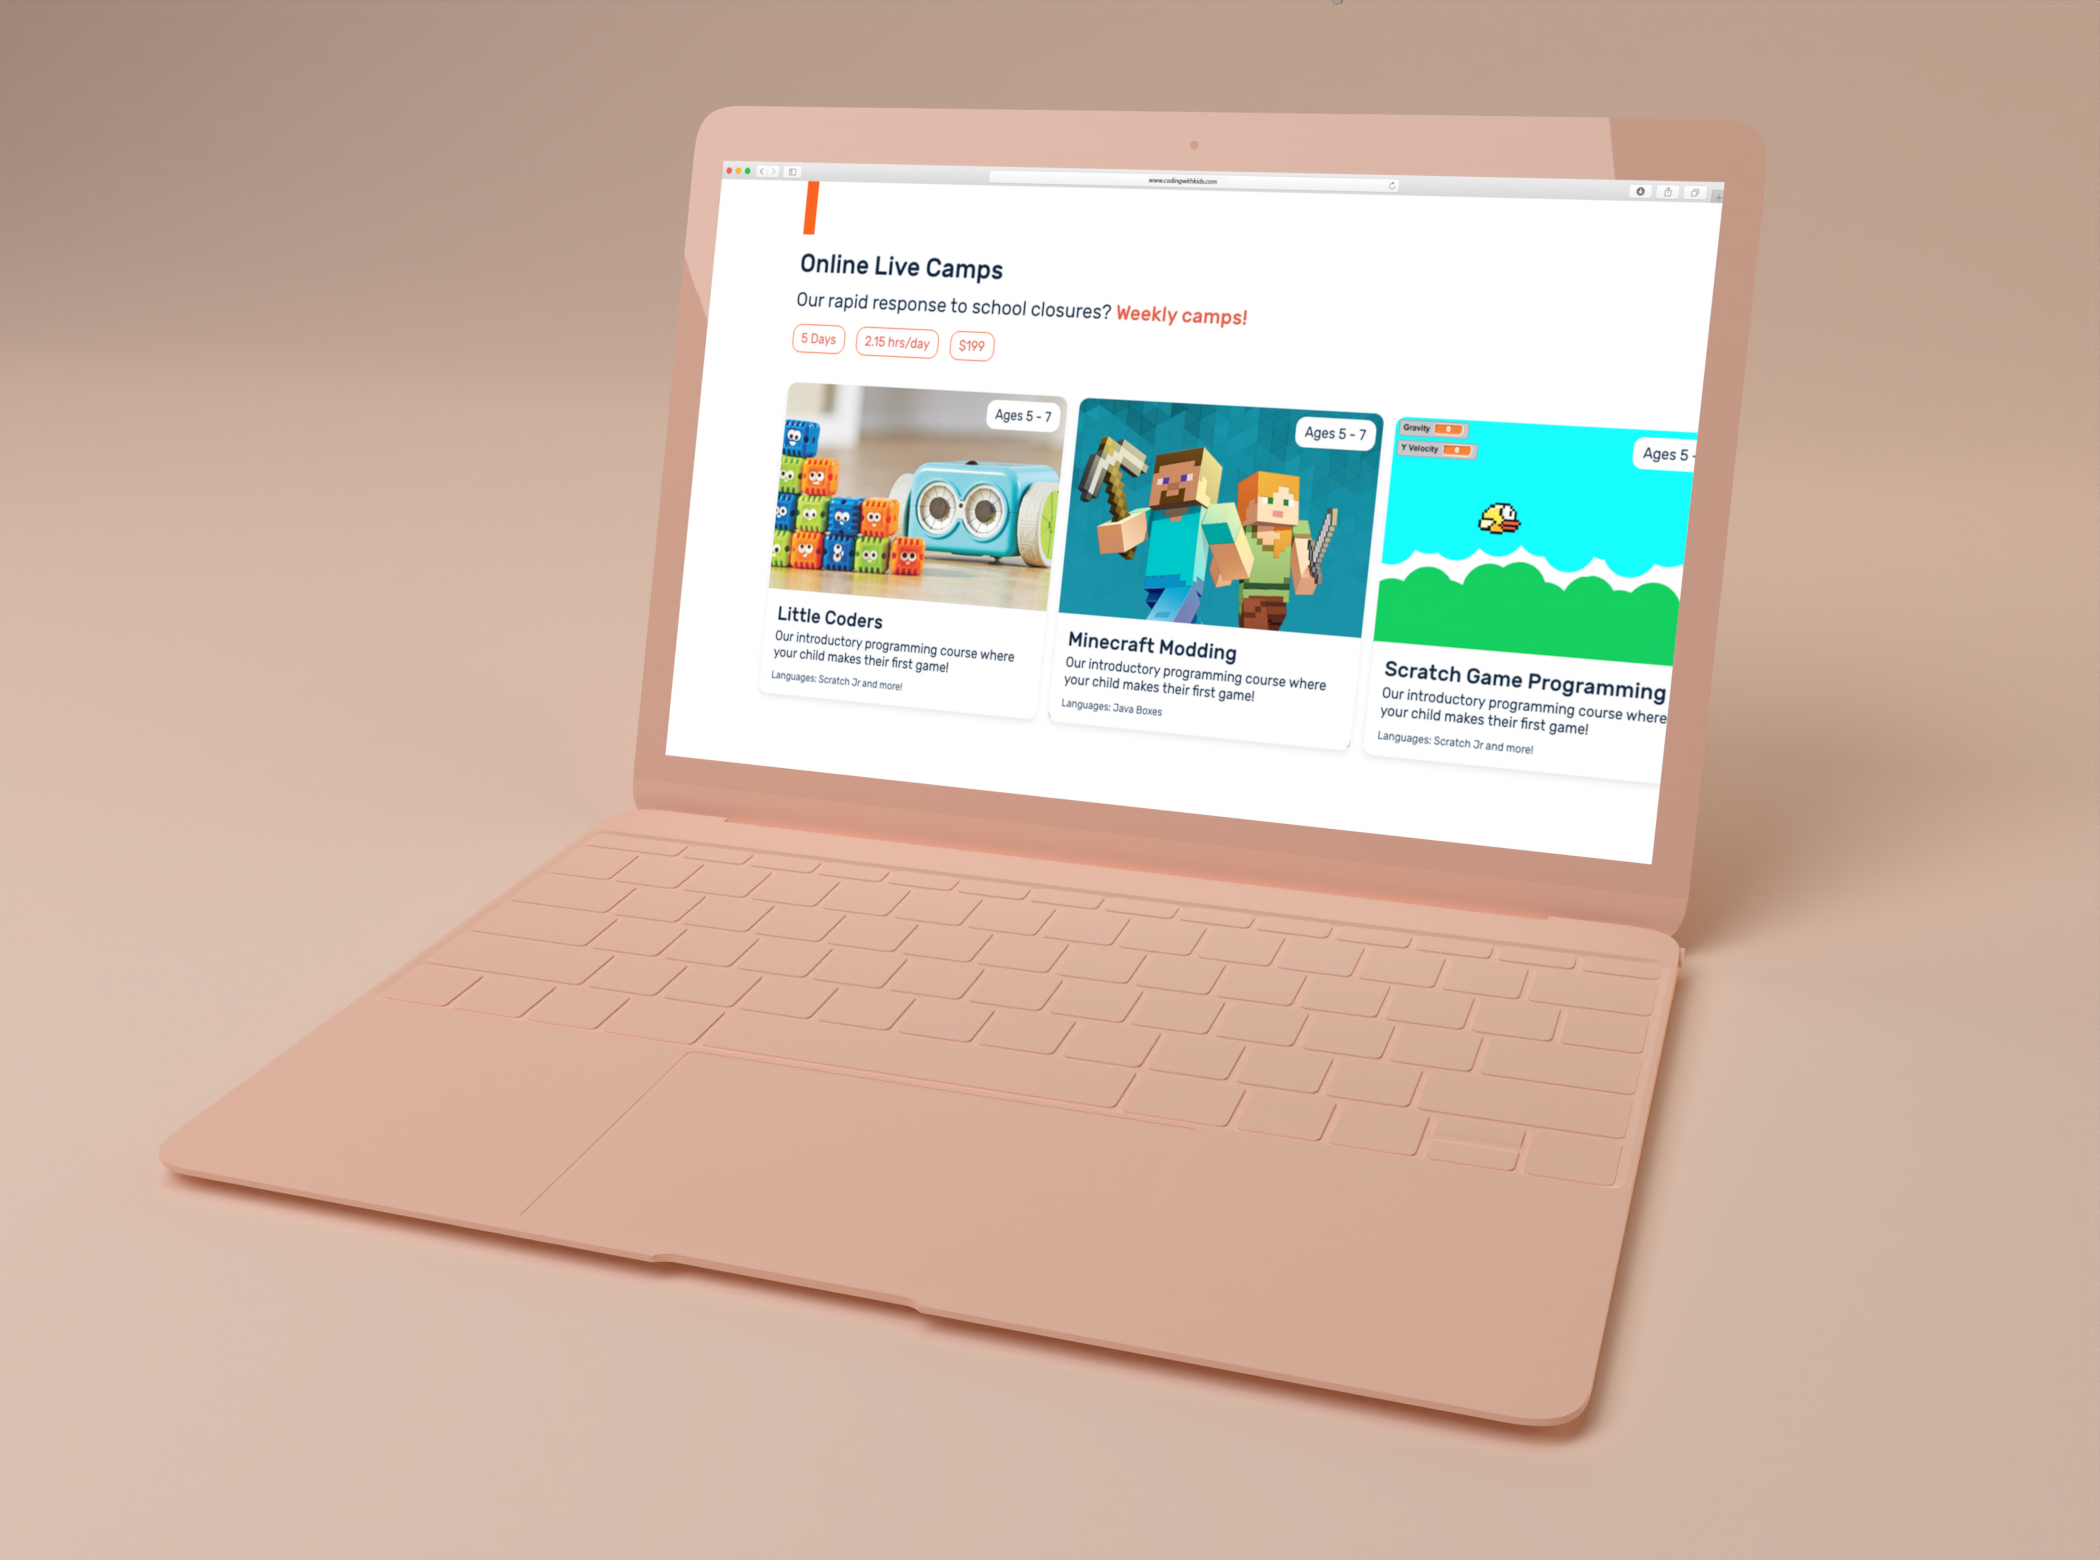 www.codingwithkids.com
Online Live Camps
Our rapid response to school closures? Weekly camps!
5 Days
2.15 hrs/day
$199
Ages 5 - 7
Little Coders
Our introductory programming course where
your child makes their first game!
Languages: Scratch Jr and more!
Ages 5 - 7
Minecraft Modding
Our introductory programming course where
your child makes their first game!
Languages: Java Boxes
Gravity 0
Y Velocity 0
Ages 5 -
Scratch Game Programming
Our introductory programming course where
your child makes their first game!
Languages: Scratch Jr and more!